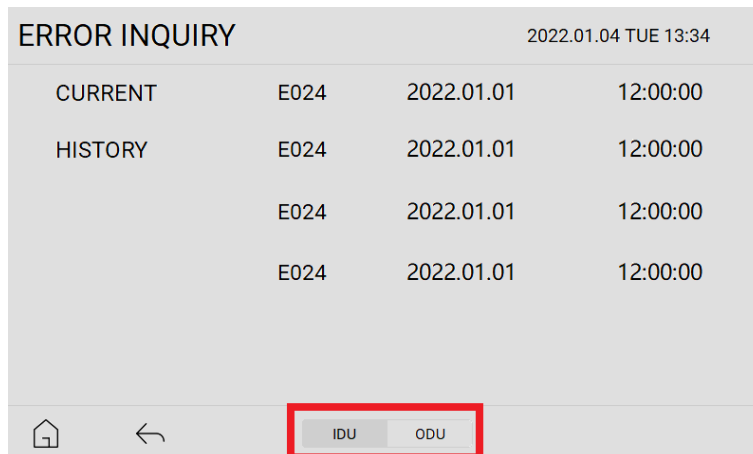 ERROR INQUIRY 2022.01.04 TUE 13:34
CURRENT E024 2022.01.01 12:00:00
HISTORY E024 2022.01.01 12:00:00
E024 2022.01.01 12:00:00
E024 2022.01.01 12:00:00
IDU ODU